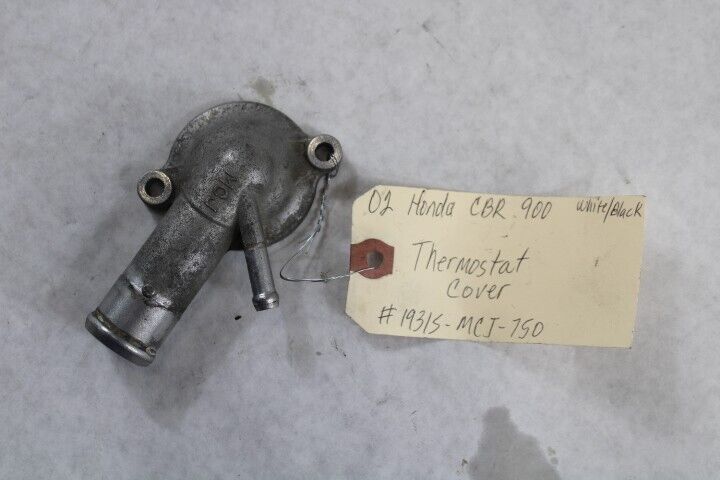 02 Honda CBR 900 White/Black
Thermostat
Cover
#19315-MCJ-750